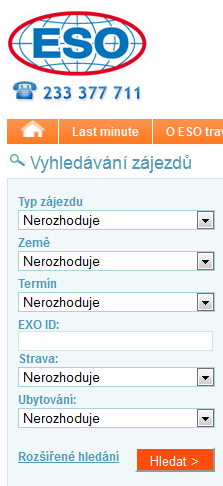 ESO
233 377 711
Last minute
O ESO tra
Vyhledávání zájezdů
Typ zájezdu
Nerozhoduje
Země
Nerozhoduje
Termín
Nerozhoduje
EXO ID:
Strava:
Nerozhoduje
Ubytování:
Nerozhoduje
Rozšířené hledání
Hledat >